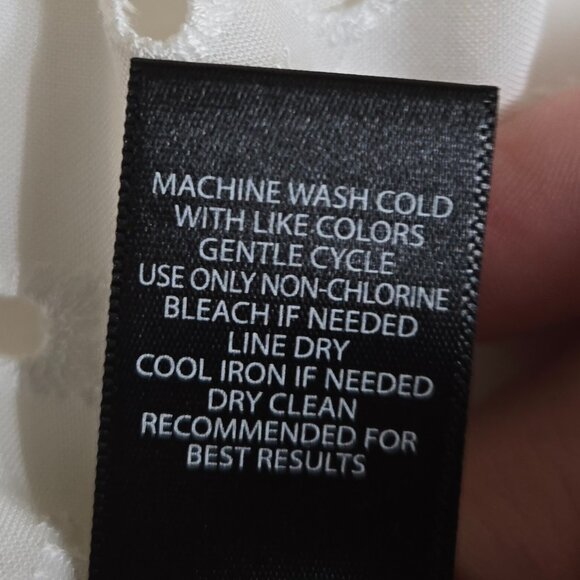 MACHINE WASH COLD
WITH LIKE COLORS
GENTLE CYCLE
USE ONLY NON-CHLORINE
BLEACH IF NEEDED
LINE DRY
COOL IRON IF NEEDED
DRY CLEAN
RECOMMENDED FOR
BEST RESULTS